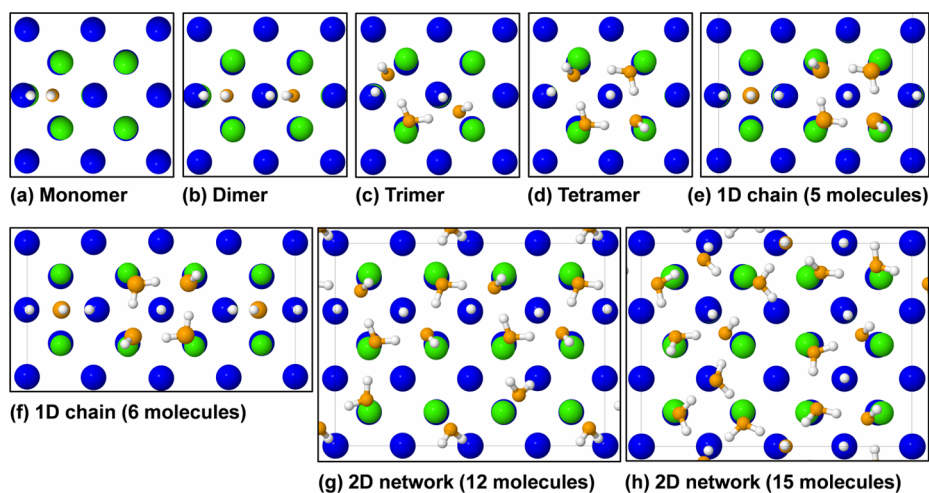 (a) Monomer
(b) Dimer
(c) Trimer
(d) Tetramer
(e) 1D chain (5 molecules)
(f) 1D chain (6 molecules)
(g) 2D network (12 molecules)
(h) 2D network (15 molecules)